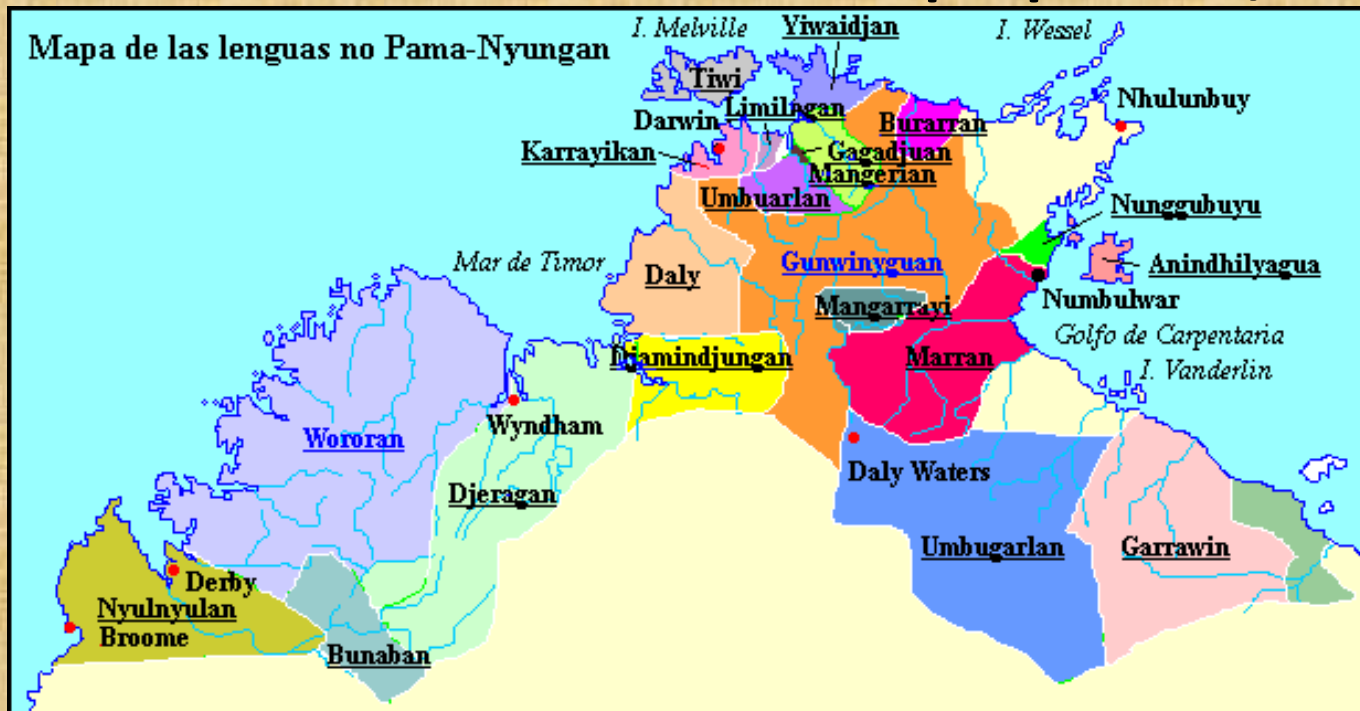 Mapa de las lenguas no Pama-Nyungan
I. Melville
Yiwaidjan
I. Wessel
Tiwi
Limilngan
Nhulunbuy
Darwin
Burarran
Karrayikan
Gagadjuan
Mangerian
Umbuarlan
Nunggubuyu
Mar de Timor
Daly
Gunwinyguan
Anindhilyagua
Mangarrayi
Numbulwar
Golfo de Carpentaria
Djamindjungan
Marran
I. Vanderlin
Wororan
Wyndham
Daly Waters
Djeragan
Umbugarlan
Garrawin
Derby
Nyulnyulan
Broome
Bunaban